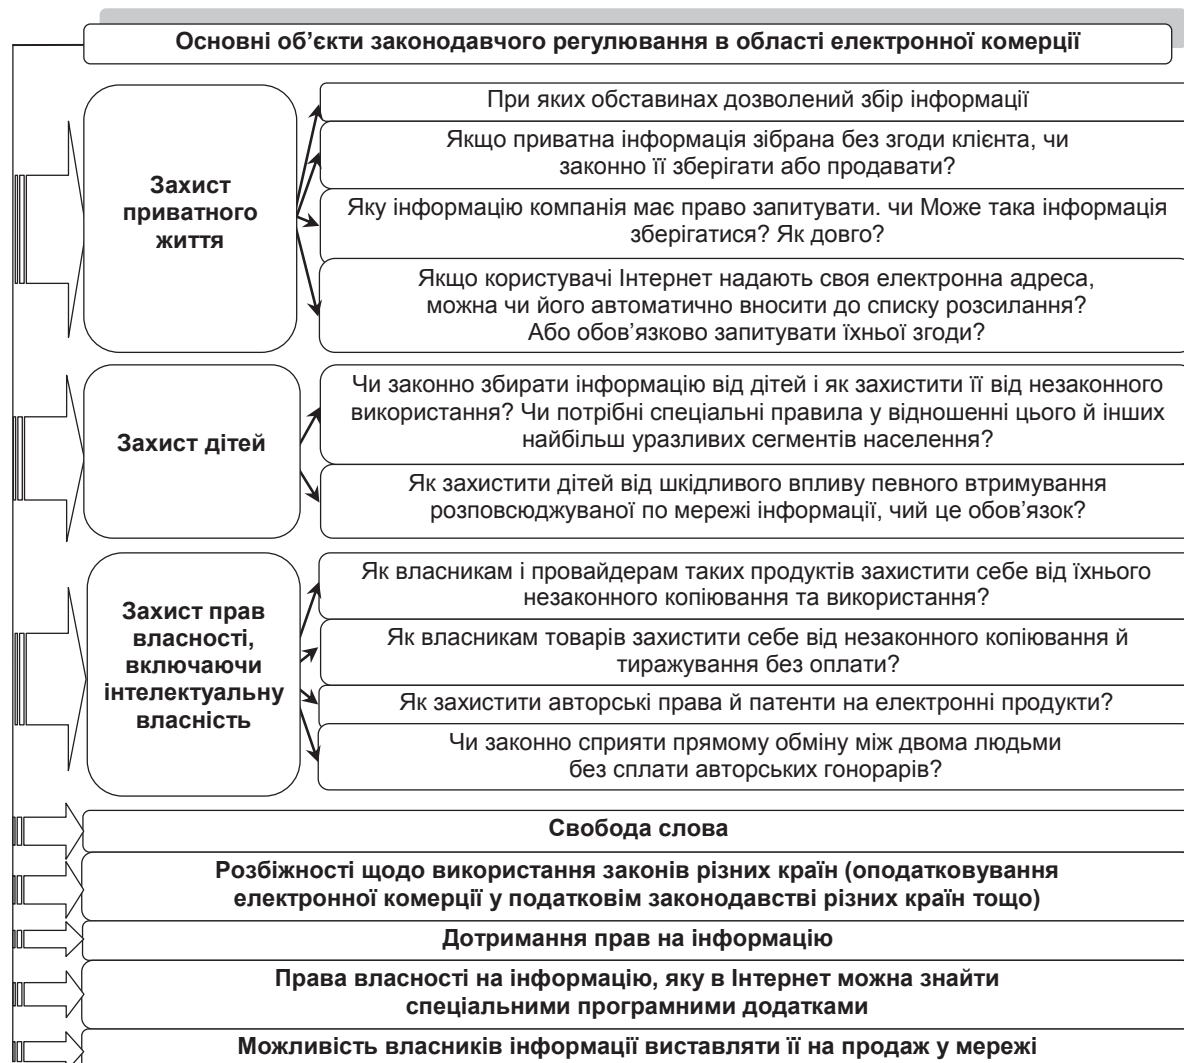 Основні об’єкти законодавчого регулювання в області електронної комерції
Захист
приватного
життя
При яких обставинах дозволений збір інформації
Якщо приватна інформація зібрана без згоди клієнта, чи
законно її зберігати або продавати?
Яку інформацію компанія має право запитувати. чи Може така інформація
зберігатися? Як довго?
Якщо користувачі Інтернет надають своя електронна адреса,
можна чи його автоматично вносити до списку розсилання?
Або обов’язково запитувати їхньої згоди?
Захист дітей
Чи законно збирати інформацію від дітей і як захистити її від незаконного
використання? Чи потрібні спеціальні правила у відношенні цього й інших
найбільш уразливих сегментів населення?
Як захистити дітей від шкідливого впливу певного втримування
розповсюджуваної по мережі інформації, чий це обов’язок?
Захист прав
власності,
включаючи
інтелектуальну
власність
Як власникам і провайдерам таких продуктів захистити себе від їхнього
незаконного копіювання та використання?
Як власникам товарів захистити себе від незаконного копіювання й
тиражування без оплати?
Як захистити авторські права й патенти на електронні продукти?
Чи законно сприяти прямому обміну між двома людьми
без сплати авторських гонорарів?
Свобода слова
Розбіжності щодо використання законів різних країн (оподатковування
електронної комерції у податковім законодавстві різних країн тощо)
Дотримання прав на інформацію
Права власності на інформацію, яку в Інтернет можна знайти
спеціальними програмними додатками
Можливість власників інформації виставляти її на продаж у мережі